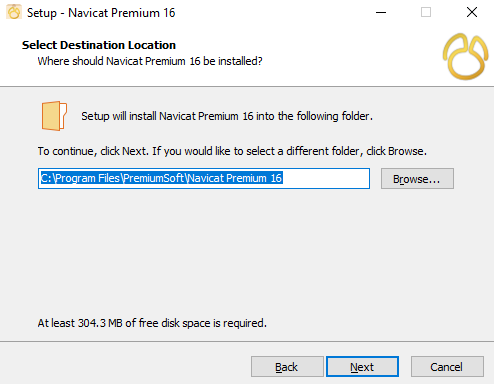 Setup - Navicat Premium 16
Select Destination Location
Where should Navicat Premium 16 be installed?
Setup will install Navicat Premium 16 into the following folder.
To continue, click Next. If you would like to select a different folder, click Browse.
C:\Program Files\PremiumSoft\Navicat Premium 16
Browse...
At least 304.3 MB of free disk space is required.
Back
Next
Cancel